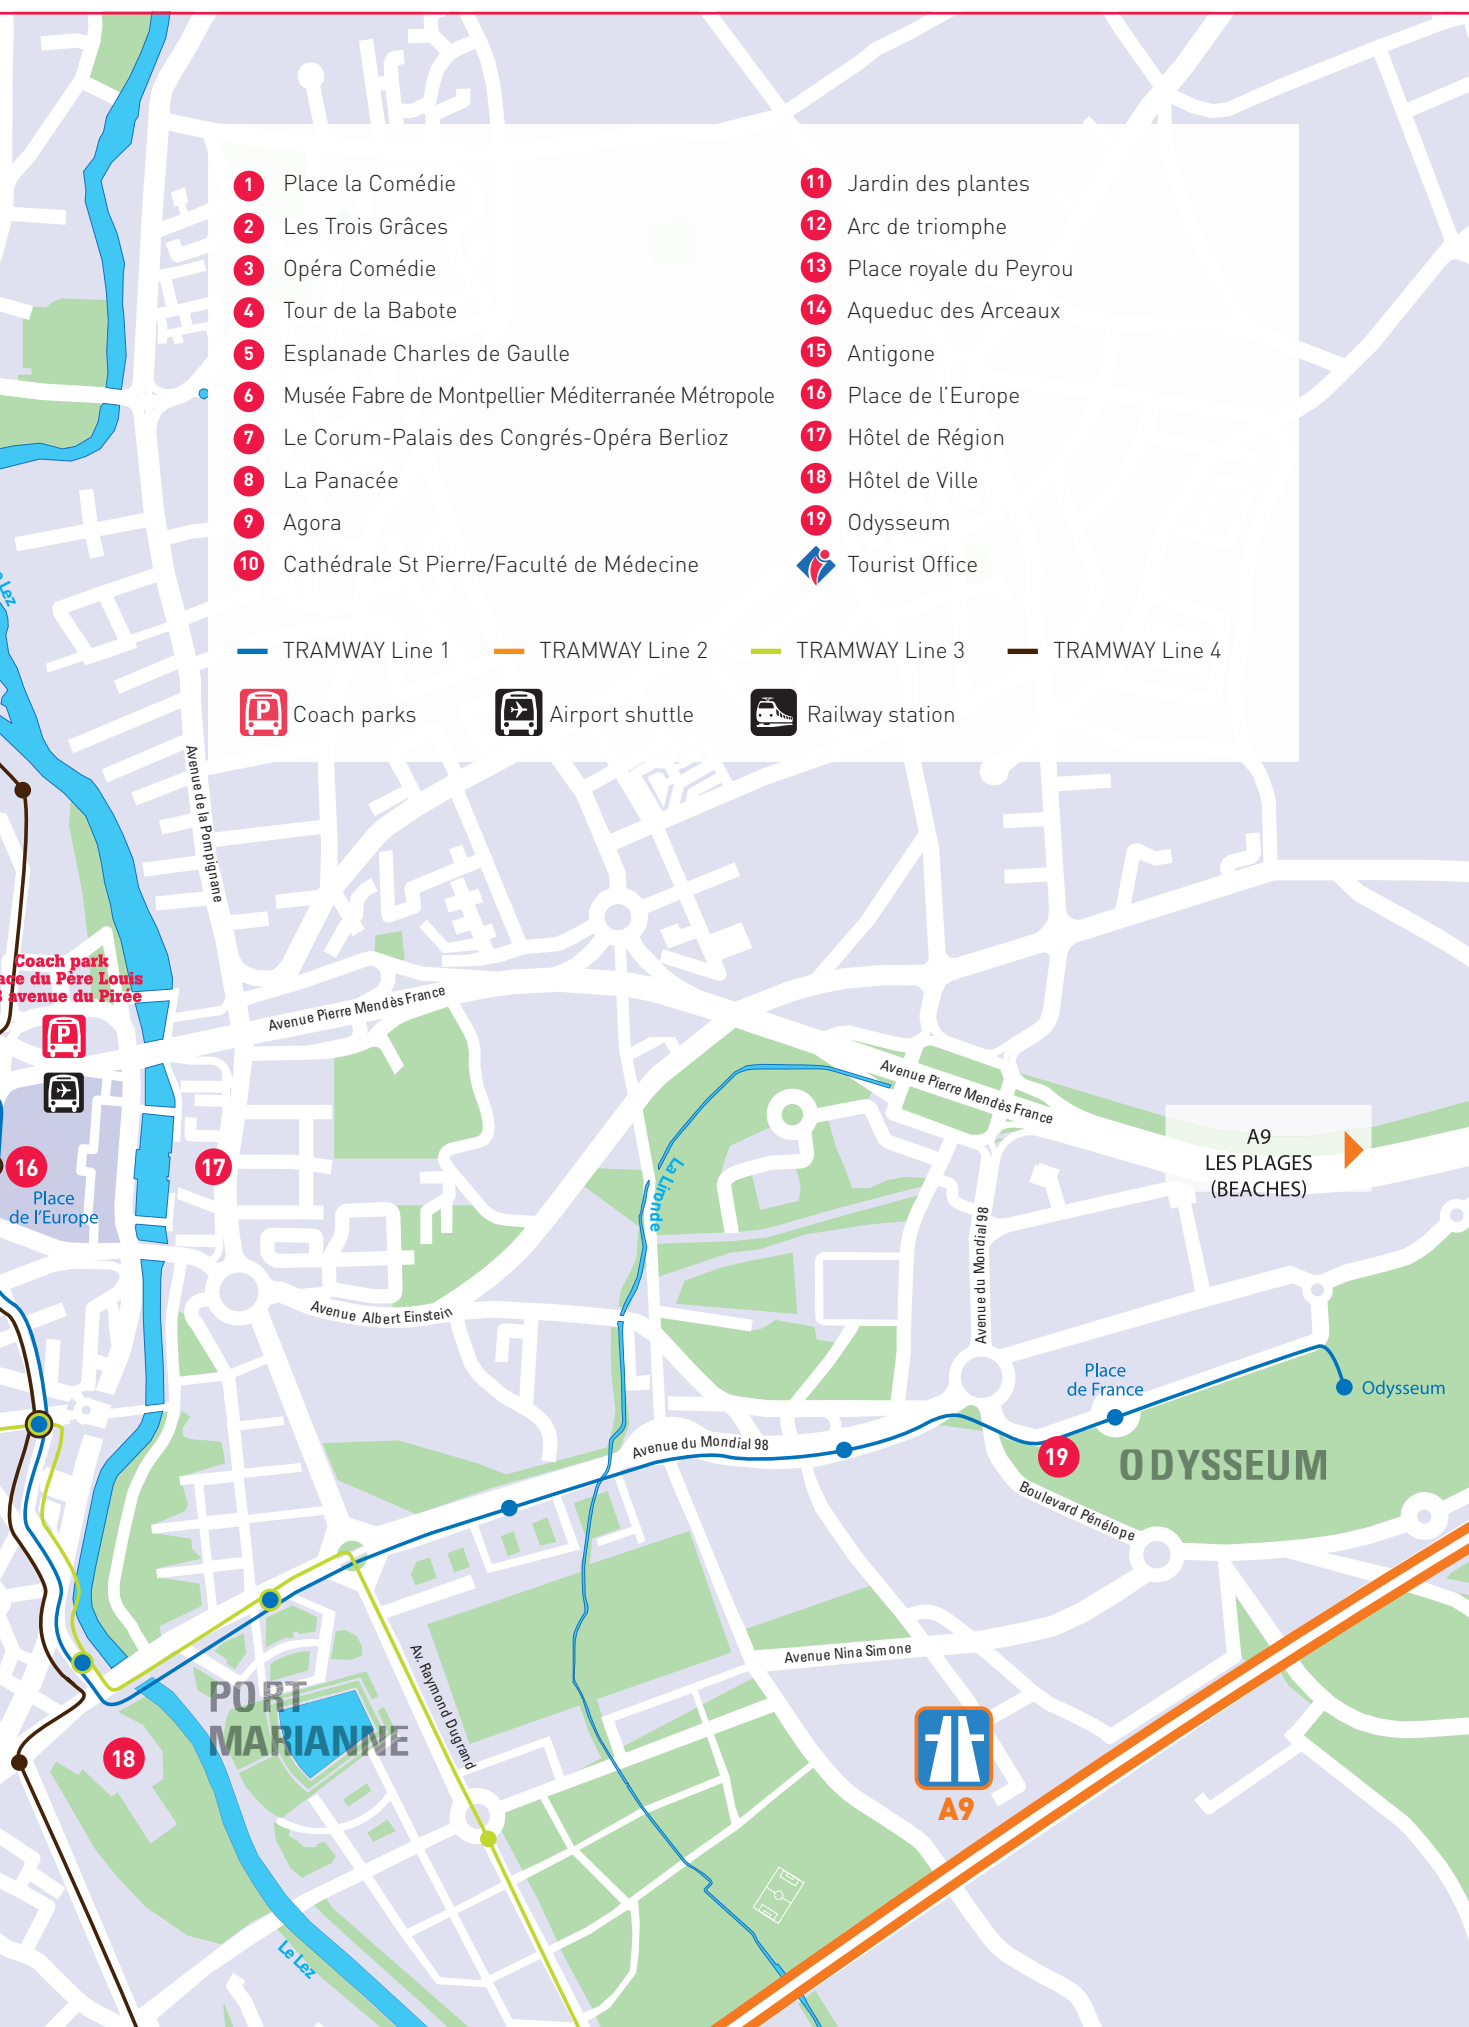 1 Place la Comédie
2 Les Trois Grâces
3 Opéra Comédie
4 Tour de la Babote
5 Esplanade Charles de Gaulle
6 Musée Fabre de Montpellier Méditerranée Métropole
7 Le Corum-Palais des Congrés-Opéra Berlioz
8 La Panacée
9 Agora
10 Cathédrale St Pierre/Faculté de Médecine
11 Jardin des plantes
12 Arc de triomphe
13 Place royale du Peyrou
14 Aqueduc des Arceaux
15 Antigone
16 Place de l'Europe
17 Hôtel de Région
18 Hôtel de Ville
19 Odysseum
Tourist Office
TRAMWAY Line 1
TRAMWAY Line 2
TRAMWAY Line 3
TRAMWAY Line 4
P Coach parks
Airport shuttle
Railway station
Lez
Avenue de la Pompignane
Coach park
du Père Louis
avenue du Pirée
P
Avenue Pierre Mendès France
Avenue Pierre Mendès France
A9
LES PLAGES
(BEACHES)
16
Place
de l'Europe
17
La Lironde
Avenue du Mondial 98
Avenue Albert Einstein
Place
de France
Odysseum
Avenue du Mondial 98
19
ODYSSEUM
Boulevard Pénélope
Avenue Nina Simone
Av. Raymond Dugrand
PORT
MARIANNE
18
A9
Le Lez